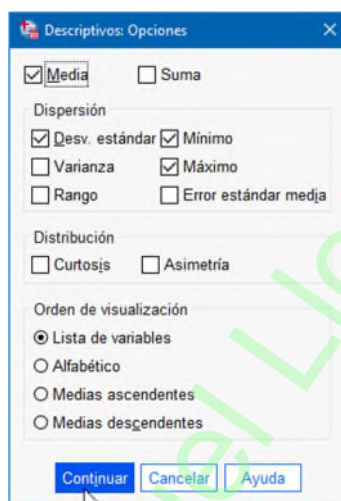 Descriptivos: Opciones
Media Suma
Dispersión
Desv. estándar Mínimo
Varianza Máximo
Rango Error estándar media
Distribución
Curtosis Asimetría
Orden de visualización
Lista de variables
Alfabético
Medias ascendentes
Medias descendentes
Continuar Cancelar Ayuda